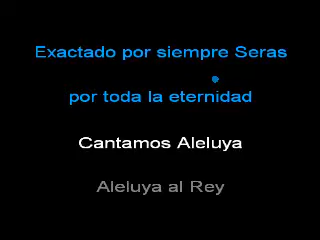 Exactado por siempre Seras
por toda la eternidad
Cantamos Aleluya
Aleluya al Rey